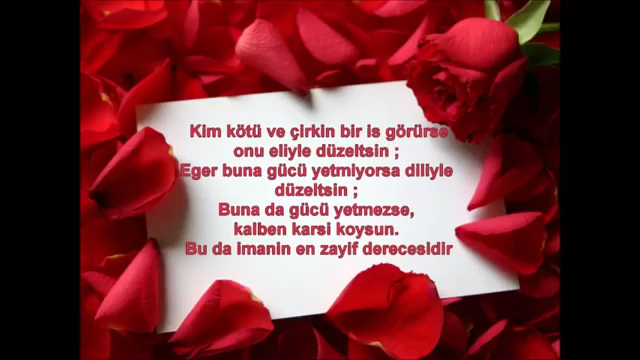 Kim kötü ve çirkin bir is görürse
onu eliyle düzeltsin ;
Eger buna gücü yetmiyorsa diliyle
düzeltsin ;
Buna da gücü yetmezse,
kalben karsi koysun.
Bu da imanin en zayif derecesidir